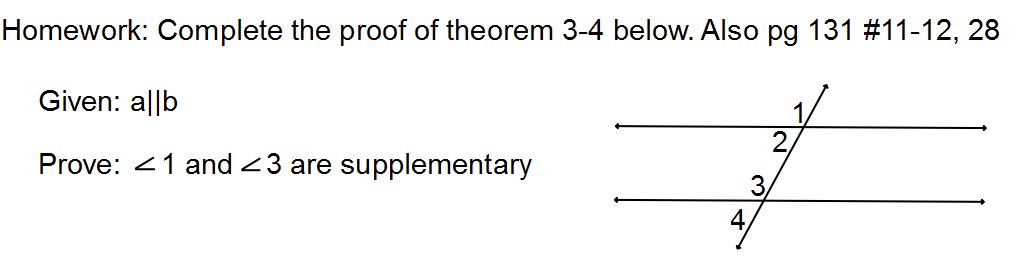 Homework: Complete the proof of theorem 3-4 below. Also pg 131 #11-12, 28
Given: a||b
Prove: ∠1 and ∠3 are supplementary
1
2
3
4